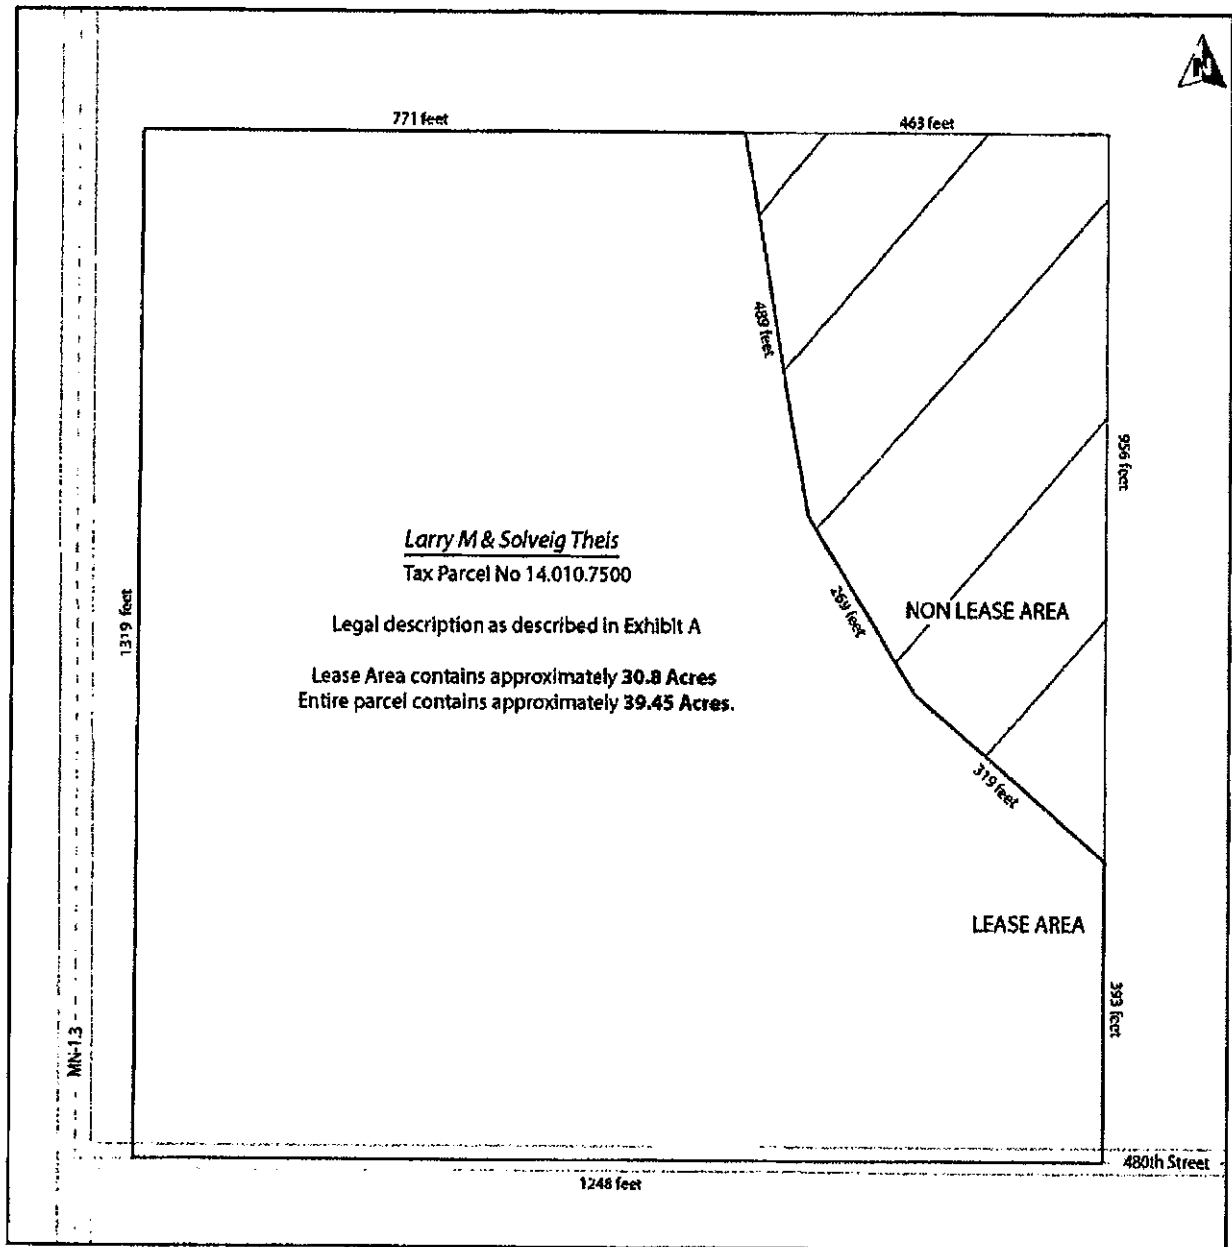 N
771 feet
463 feet
489 feet
956 feet
Larry M & Solveig Theis
Tax Parcel No 14.010.7500
269 feet
NON LEASE AREA
1319 feet
Legal description as described in Exhibit A
Lease Area contains approximately 30.8 Acres
Entire parcel contains approximately 39.45 Acres.
319 feet
LEASE AREA
393 feet
MN-13
480th Street
1248 feet